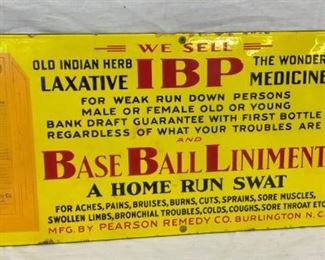 WE SELL
OLD INDIAN HERB IBP THE WONDER
LAXATIVE MEDICINE
FOR WEAK RUN DOWN PERSONS
MALE OR FEMALE OLD OR YOUNG
BANK DRAFT GUARANTEE WITH FIRST BOTTLE
REGARDLESS OF WHAT YOUR TROUBLES ARE
AND
BASE BALL LINIMENT
A HOME RUN SWAT
FOR ACHES, PAINS, BRUISES, BURNS, CUTS, SPRAINS, SORE MUSCLES,
SWOLLEN LIMBS, BRONCHIAL TROUBLES, COLDS, COUGHS, SORE THROAT ETC
MFG. BY PEARSON REMEDY CO. BURLINGTON N. C.